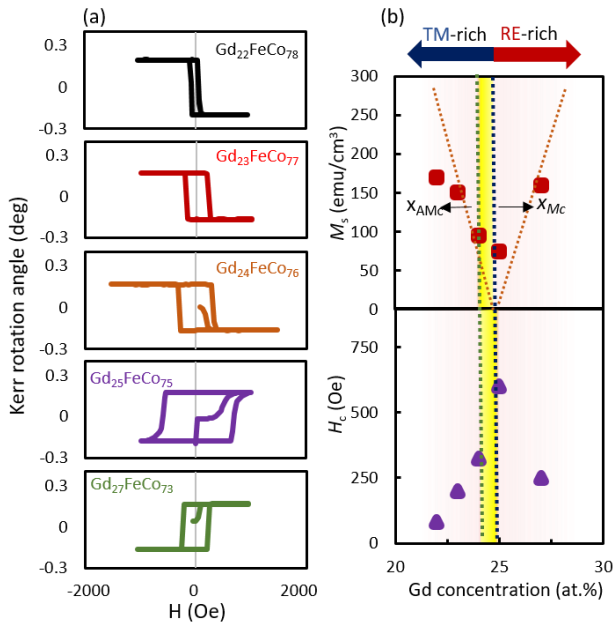 (a)
0.3
0
-0.3
Gd₂₂FeCo₇₈
0.3
0
-0.3
Gd₂₃FeCo₇₇
0.3
0
-0.3
Gd₂₄FeCo₇₆
0.3
0
-0.3
Gd₂₅FeCo₇₅
0.3
0
-0.3
Gd₂₇FeCo₇₃
Kerr rotation angle (deg)
-2000 0 2000
H (Oe)
(b)
TM-rich RE-rich
300
250
200
150
100
50
0
Mₛ (emu/cm³)
x_AMc x_Mc
750
500
250
0
H_c (Oe)
20 25 30
Gd concentration (at.%)